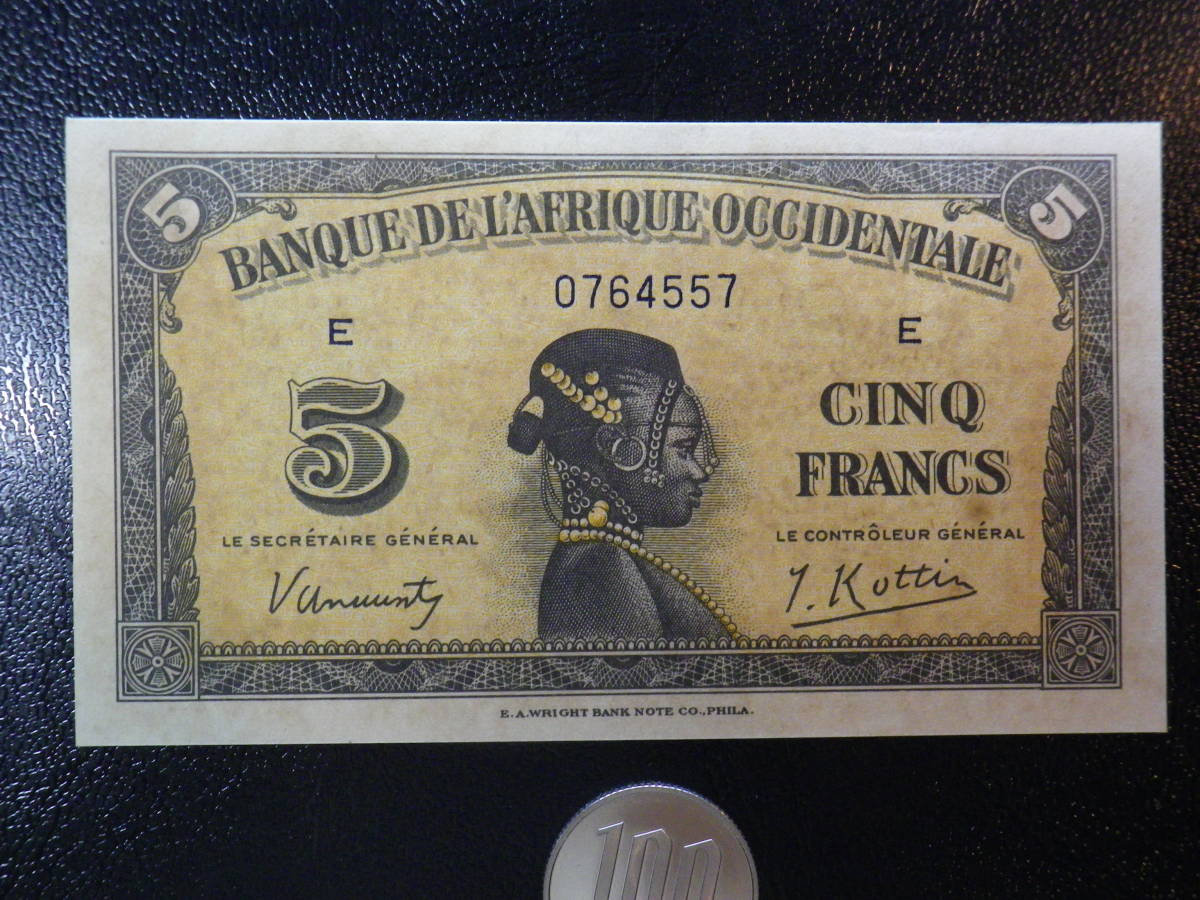 5
5
BANQUE DE L'AFRIQUE OCCIDENTALE
0764557
E
E
5
CINQ
FRANCS
LE SECRÉTAIRE GÉNÉRAL
LE CONTRÔLEUR GÉNÉRAL
J. Kottin
E.A.WRIGHT BANK NOTE CO., PHILA.
100